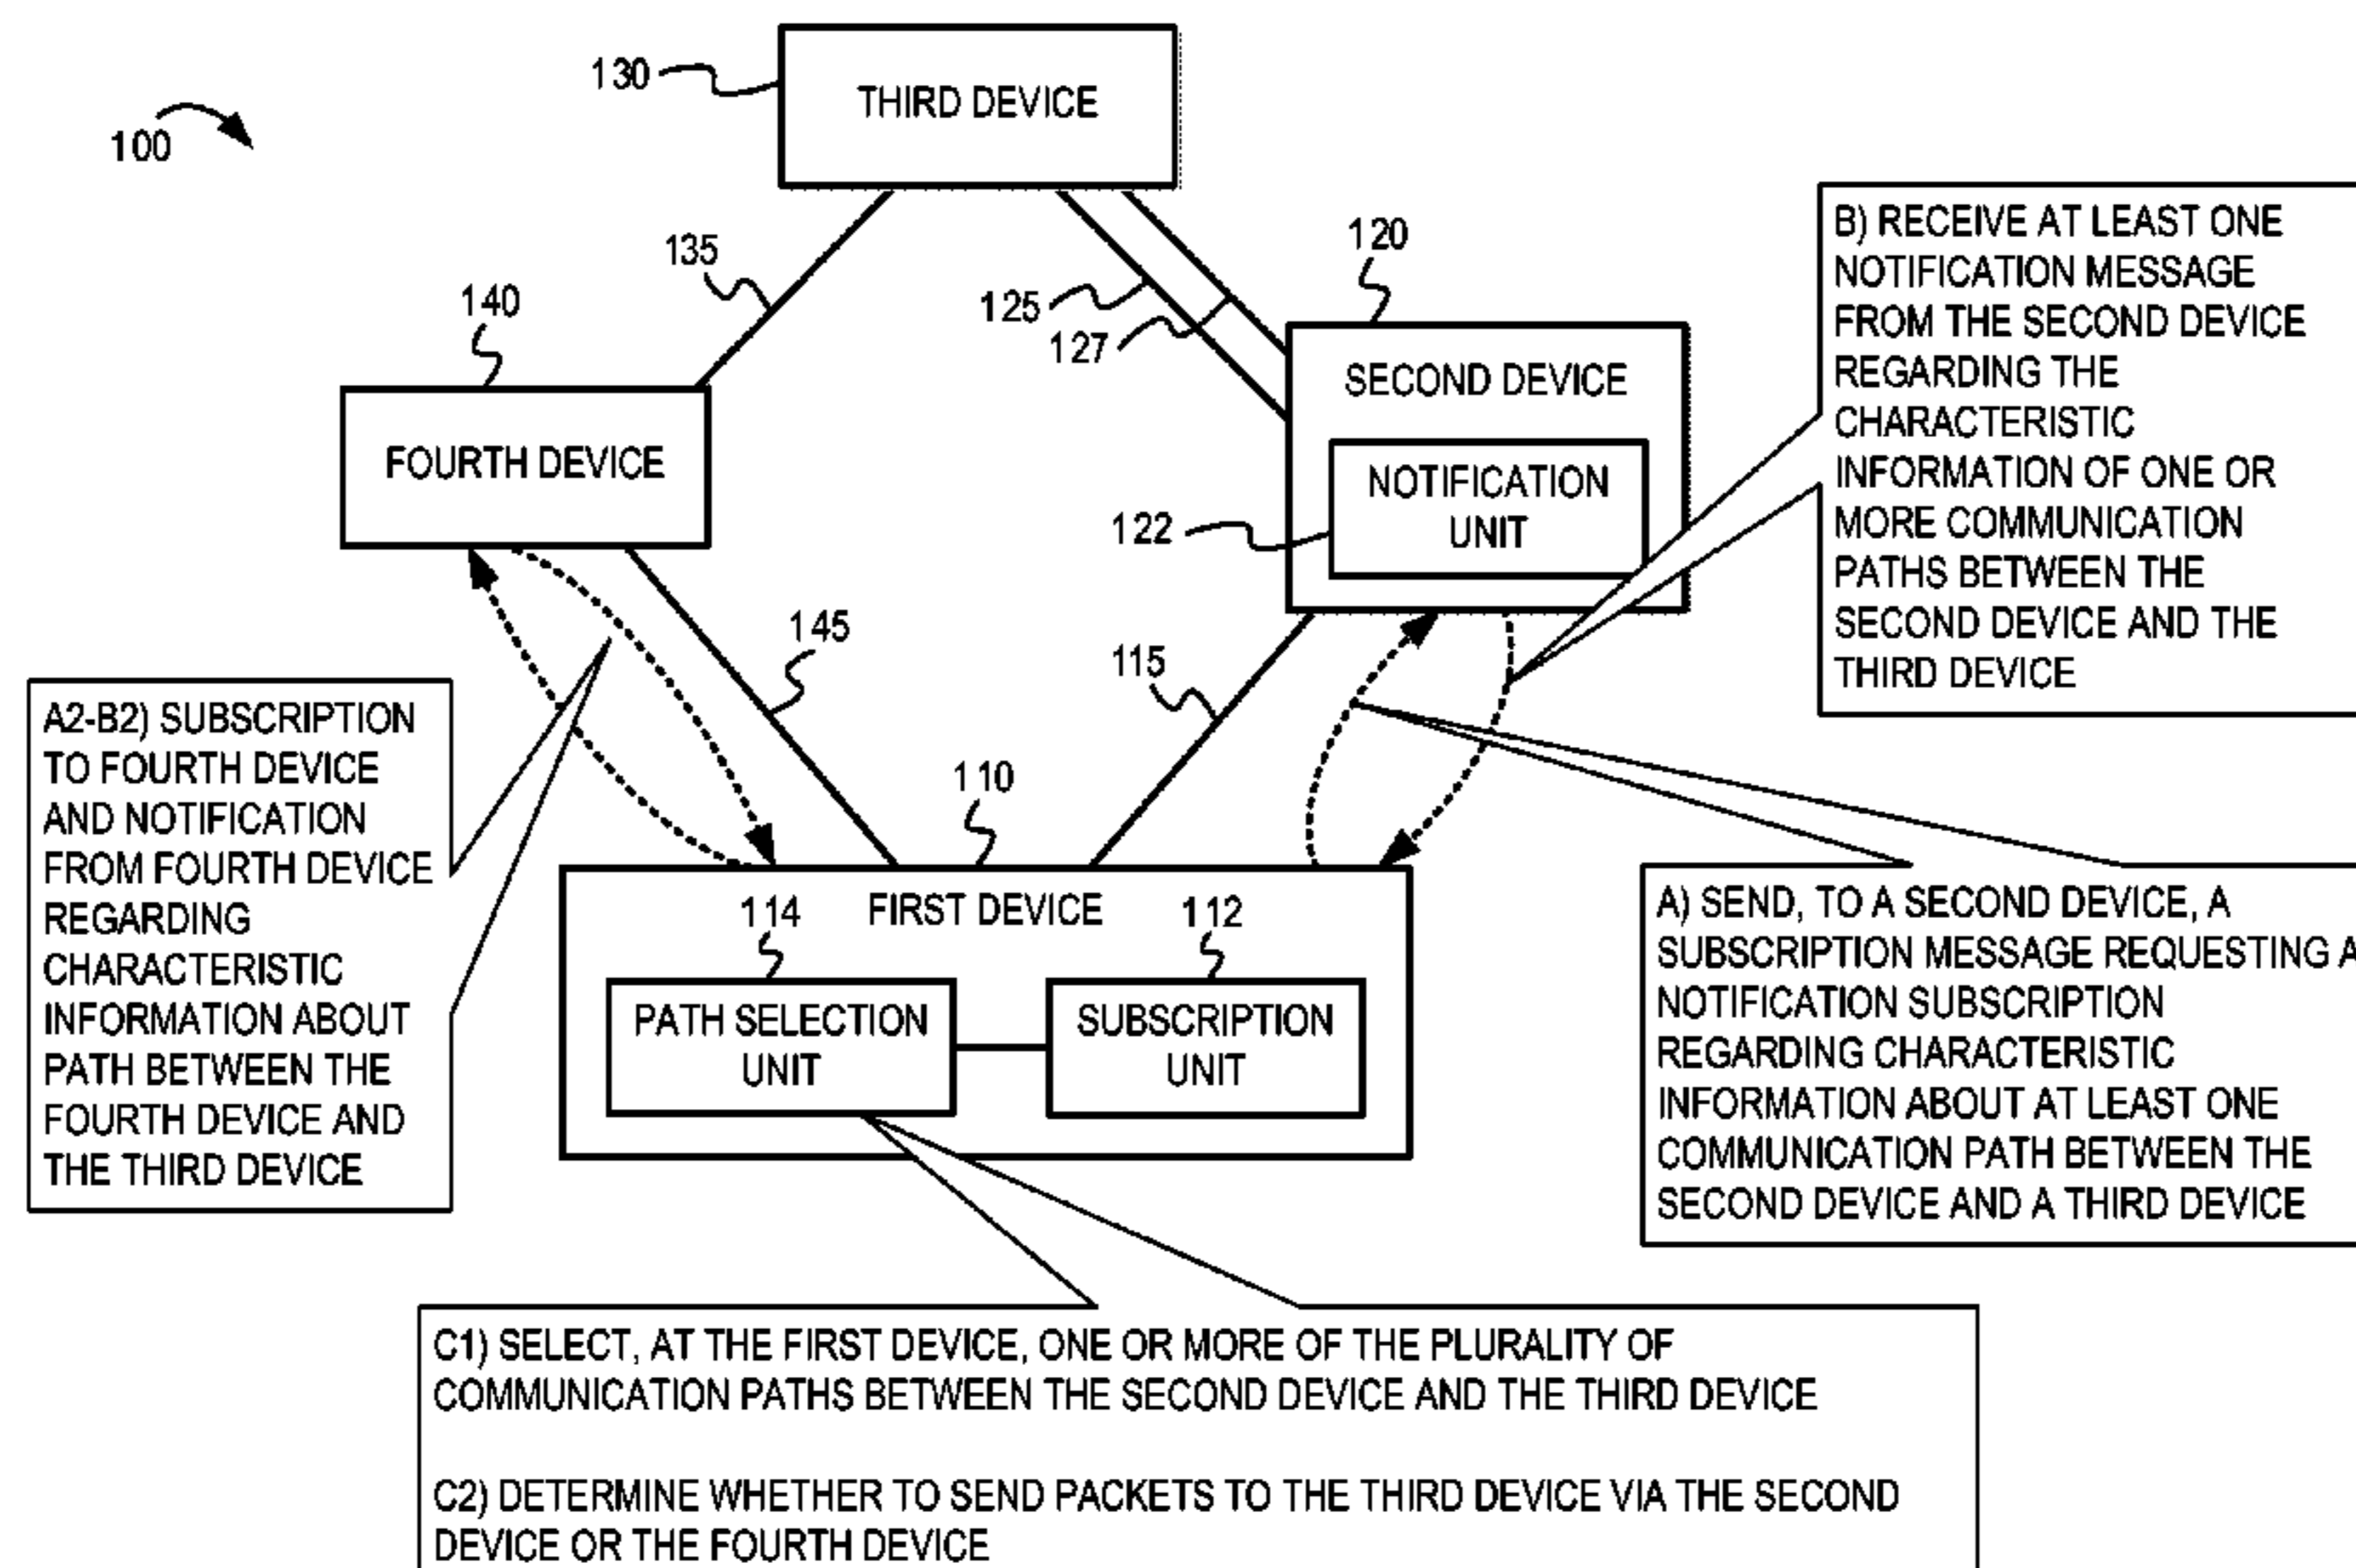 100
130
THIRD DEVICE
135
125
127
140
FOURTH DEVICE
120
SECOND DEVICE
122
NOTIFICATION
UNIT
B) RECEIVE AT LEAST ONE
NOTIFICATION MESSAGE
FROM THE SECOND DEVICE
REGARDING THE
CHARACTERISTIC
INFORMATION OF ONE OR
MORE COMMUNICATION
PATHS BETWEEN THE
SECOND DEVICE AND THE
THIRD DEVICE
145
115
A2-B2) SUBSCRIPTION
TO FOURTH DEVICE
AND NOTIFICATION
FROM FOURTH DEVICE
REGARDING
CHARACTERISTIC
INFORMATION ABOUT
PATH BETWEEN THE
FOURTH DEVICE AND
THE THIRD DEVICE
110
FIRST DEVICE
114
PATH SELECTION
UNIT
112
SUBSCRIPTION
UNIT
A) SEND, TO A SECOND DEVICE, A
SUBSCRIPTION MESSAGE REQUESTING A
NOTIFICATION SUBSCRIPTION
REGARDING CHARACTERISTIC
INFORMATION ABOUT AT LEAST ONE
COMMUNICATION PATH BETWEEN THE
SECOND DEVICE AND A THIRD DEVICE
C1) SELECT, AT THE FIRST DEVICE, ONE OR MORE OF THE PLURALITY OF
COMMUNICATION PATHS BETWEEN THE SECOND DEVICE AND THE THIRD DEVICE
C2) DETERMINE WHETHER TO SEND PACKETS TO THE THIRD DEVICE VIA THE SECOND
DEVICE OR THE FOURTH DEVICE